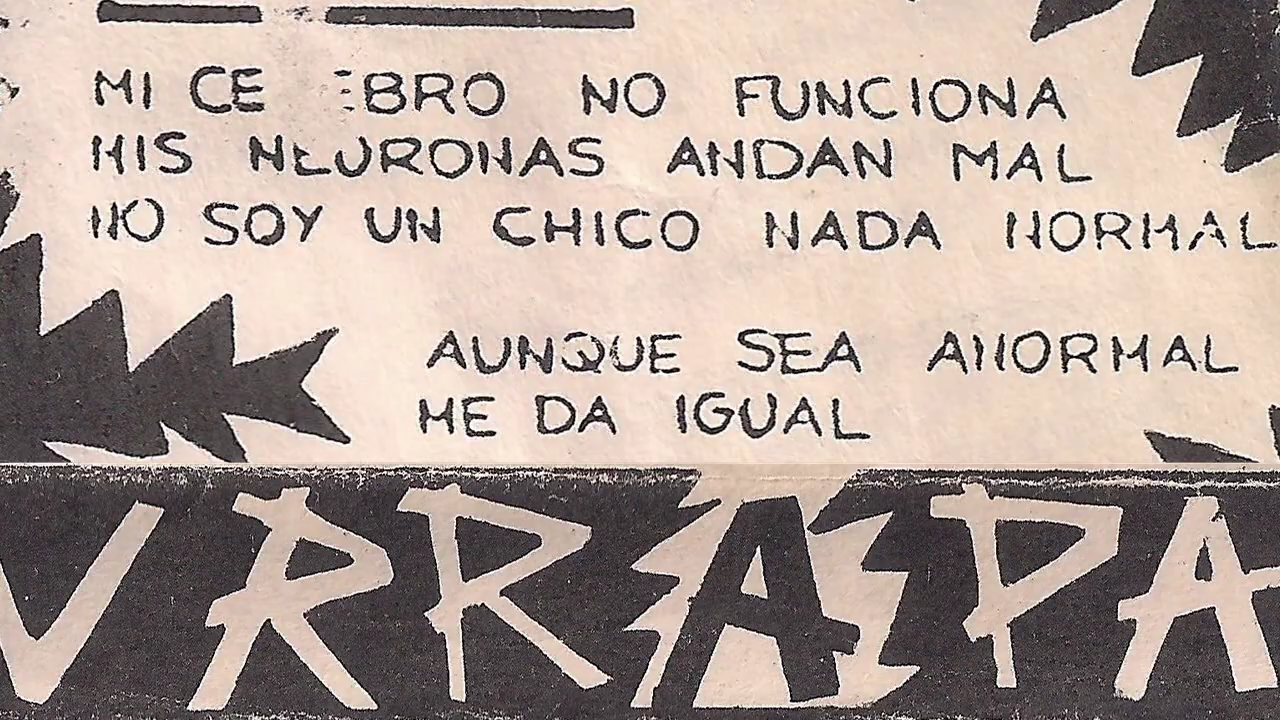 MI CE EBRO NO FUNCIONA
MIS NEURONAS ANDAN MAL
NO SOY UN CHICO NADA NORMAL
AUNQUE SEA ANORMAL
ME DA IGUAL
VRRAPA